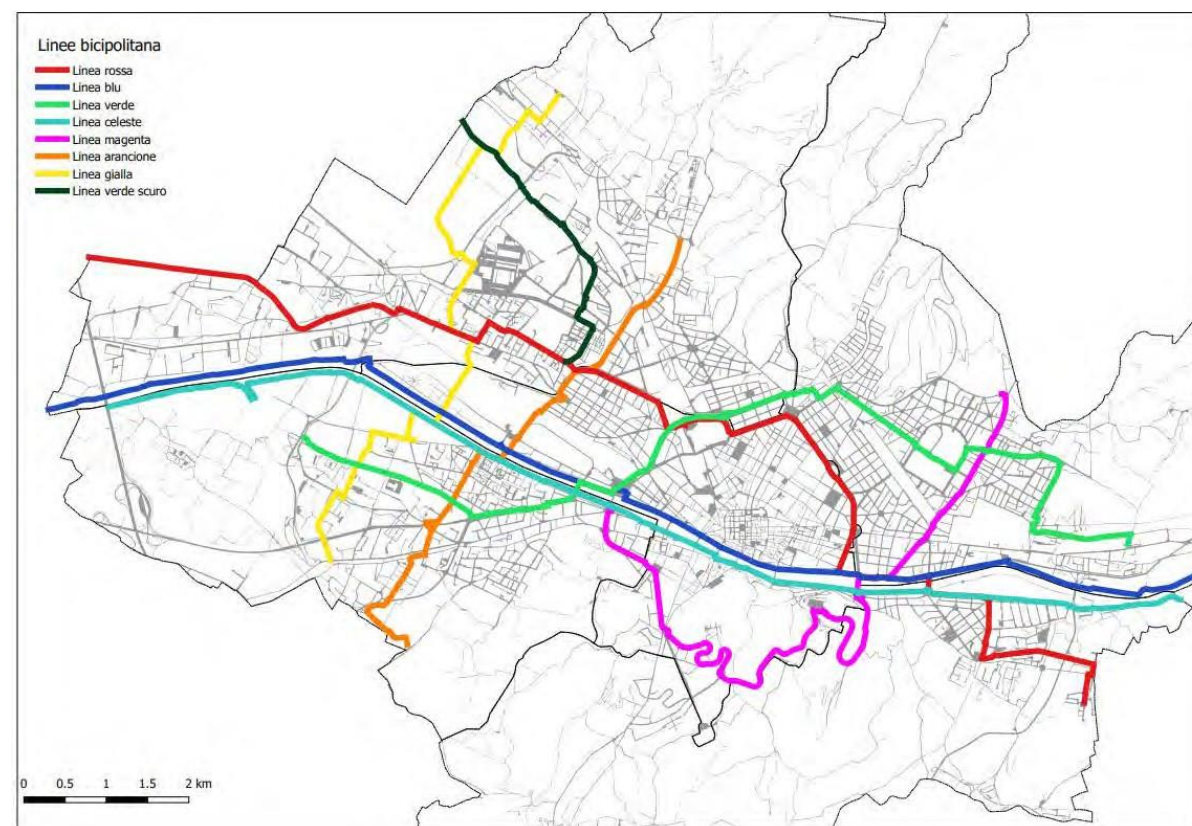 Linee bicipolitana
Linea rossa
Linea blu
Linea verde
Linea celeste
Linea magenta
Linea arancione
Linea gialla
Linea verde scuro
0 0.5 1 1.5 2 km